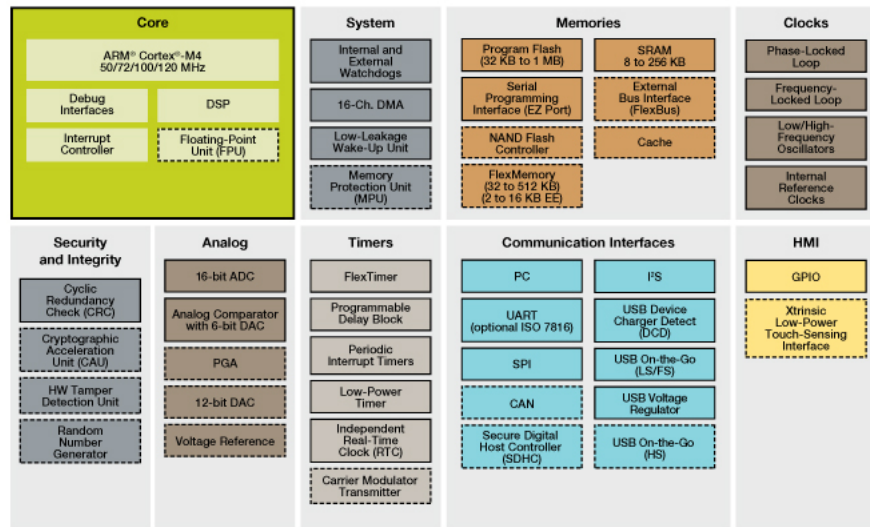 Core
ARM® Cortex®-M4
50/72/100/120 MHz
Debug
Interfaces
DSP
Interrupt
Controller
Floating-Point
Unit (FPU)
System
Internal and
External
Watchdogs
16-Ch. DMA
Low-Leakage
Wake-Up Unit
Memory
Protection Unit
(MPU)
Memories
Program Flash
(32 KB to 1 MB)
SRAM
8 to 256 KB
Serial
Programming
Interface (EZ Port)
External
Bus Interface
(FlexBus)
NAND Flash
Controller
Cache
FlexMemory
(32 to 512 KB)
(2 to 16 KB EE)
Clocks
Phase-Locked
Loop
Frequency-
Locked Loop
Low/High-
Frequency
Oscillators
Internal
Reference
Clocks
Security
and Integrity
Cyclic
Redundancy
Check (CRC)
Cryptographic
Acceleration
Unit (CAU)
HW Tamper
Detection Unit
Random
Number
Generator
Analog
16-bit ADC
Analog Comparator
with 6-bit DAC
PGA
12-bit DAC
Voltage Reference
Timers
FlexTimer
Programmable
Delay Block
Periodic
Interrupt Timers
Low-Power
Timer
Independent
Real-Time
Clock (RTC)
Carrier Modulator
Transmitter
Communication Interfaces
PC
I²S
UART
(optional ISO 7816)
USB Device
Charger Detect
(DCD)
SPI
USB On-the-Go
(LS/FS)
CAN
USB Voltage
Regulator
Secure Digital
Host Controller
(SDHC)
USB On-the-Go
(HS)
HMI
GPIO
Xtrinsic
Low-Power
Touch-Sensing
Interface